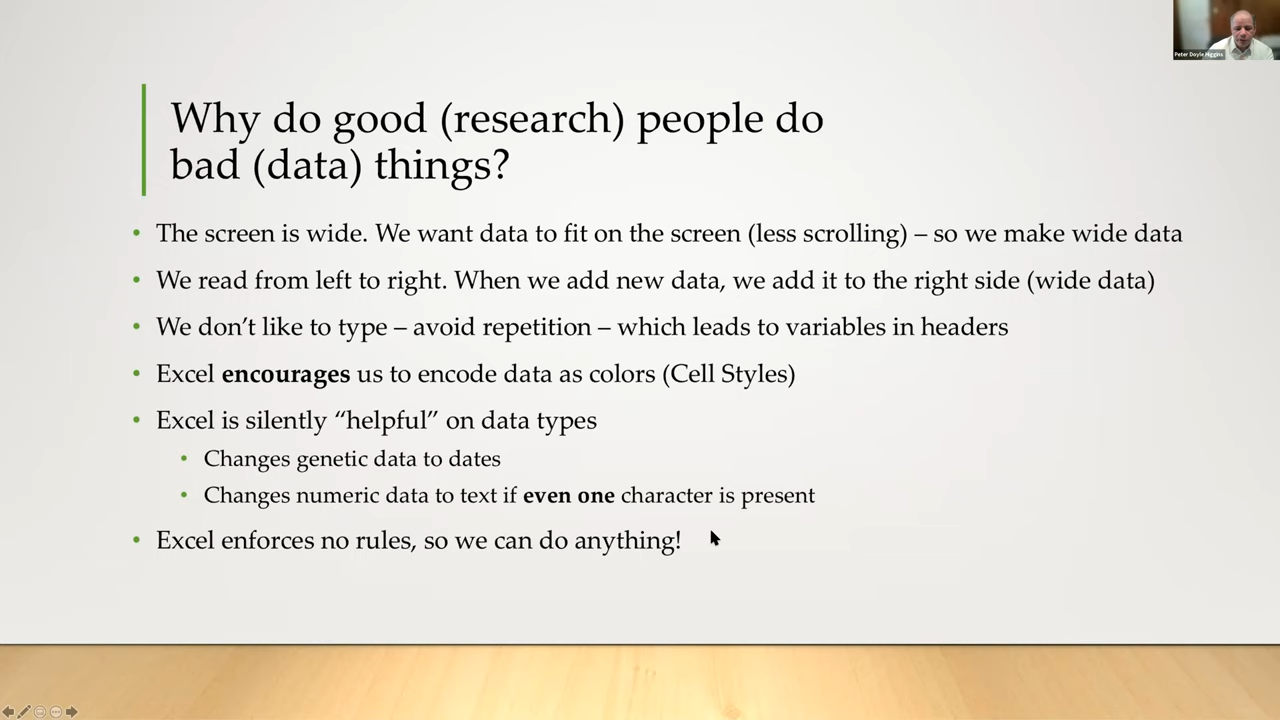 Peter Doyle Higgins
Why do good (research) people do
bad (data) things?
• The screen is wide. We want data to fit on the screen (less scrolling) – so we make wide data
• We read from left to right. When we add new data, we add it to the right side (wide data)
• We don’t like to type – avoid repetition – which leads to variables in headers
• Excel encourages us to encode data as colors (Cell Styles)
• Excel is silently “helpful” on data types
• Changes genetic data to dates
• Changes numeric data to text if even one character is present
• Excel enforces no rules, so we can do anything!